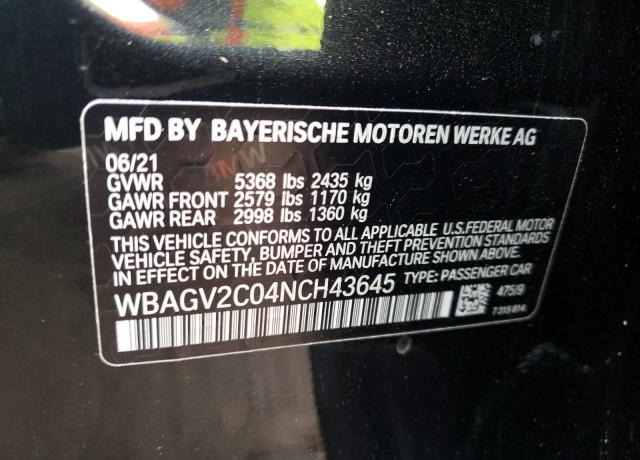 MFD BY BAYERISCHE MOTOREN WERKE AG
06/21
GVWR 5368 lbs 2435 kg
GAWR FRONT 2579 lbs 1170 kg
GAWR REAR 2998 lbs 1360 kg
THIS VEHICLE CONFORMS TO ALL APPLICABLE U.S.FEDERAL MOTOR
VEHICLE SAFETY, BUMPER AND THEFT PREVENTION STANDARDS
IN EFFECT ON THE DATE OF MANUFACTURE SHOWN ABOVE.
WBAGV2C04NCH43645 TYPE: PASSENGER CAR
475/9
7315814